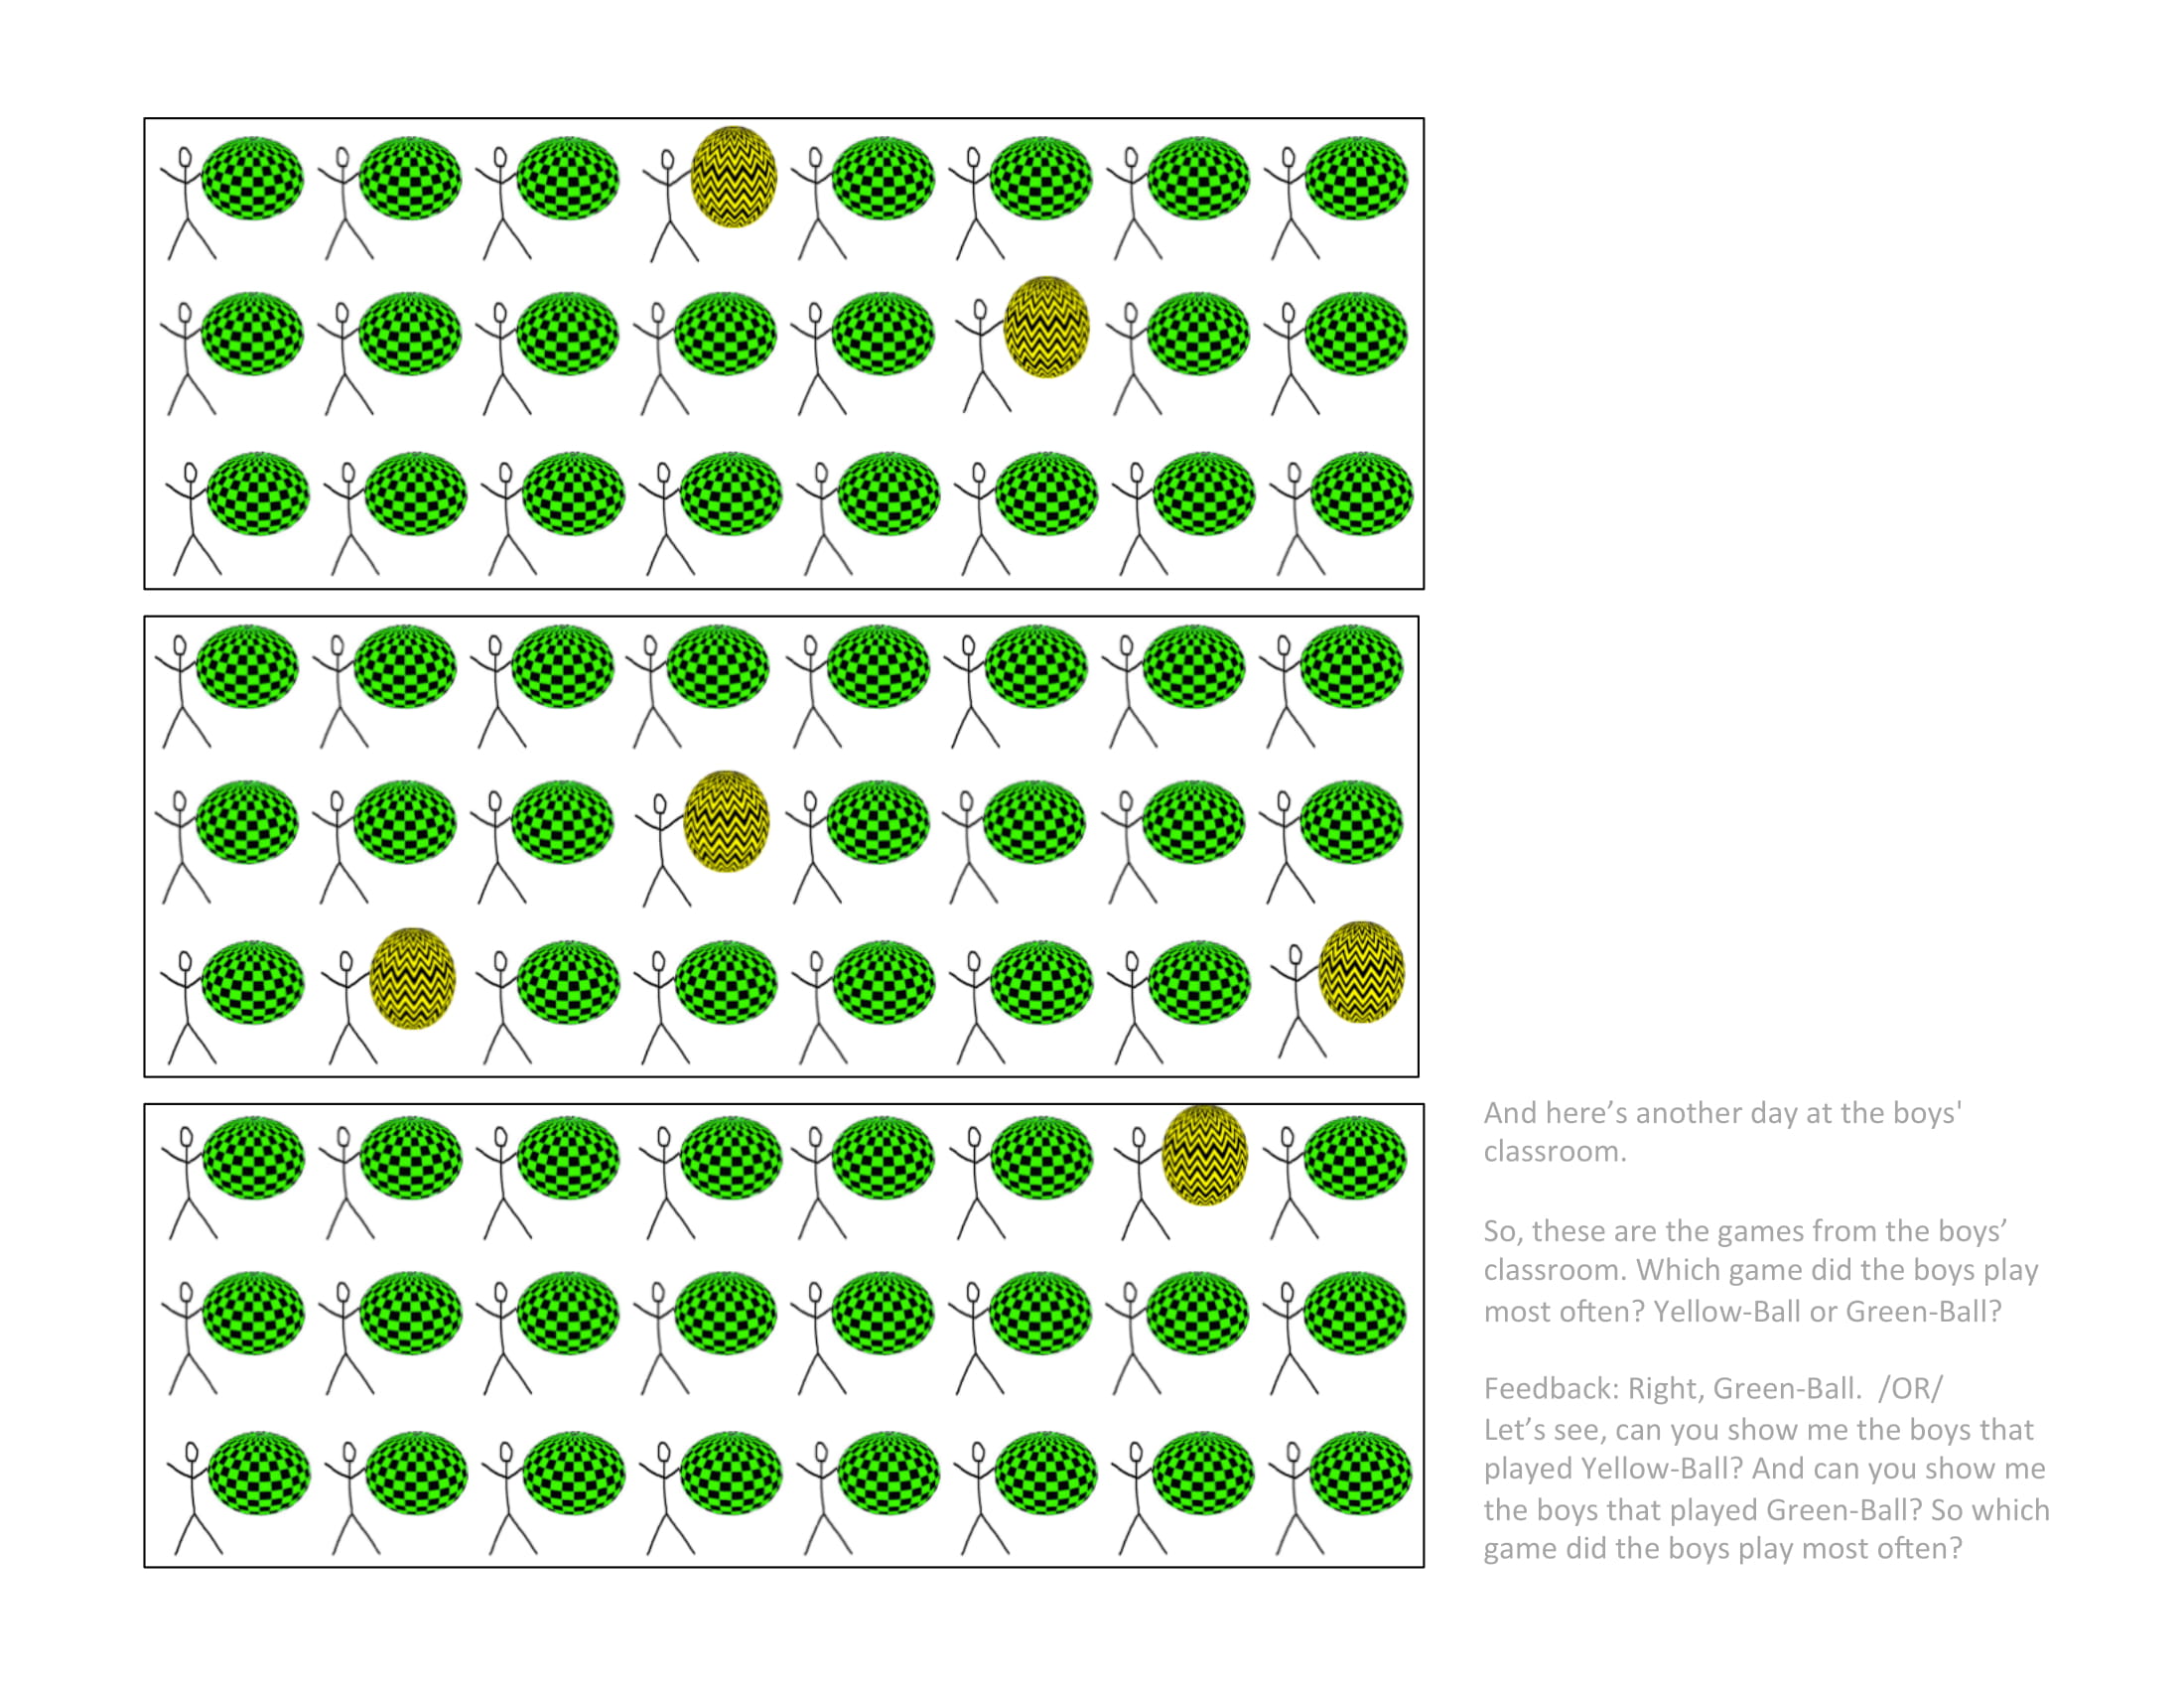 And here’s another day at the boys'
classroom.
So, these are the games from the boys’
classroom. Which game did the boys play
most often? Yellow-Ball or Green-Ball?
Feedback: Right, Green-Ball.  /OR/
Let’s see, can you show me the boys that
played Yellow-Ball? And can you show me
the boys that played Green-Ball? So which
game did the boys play most often?